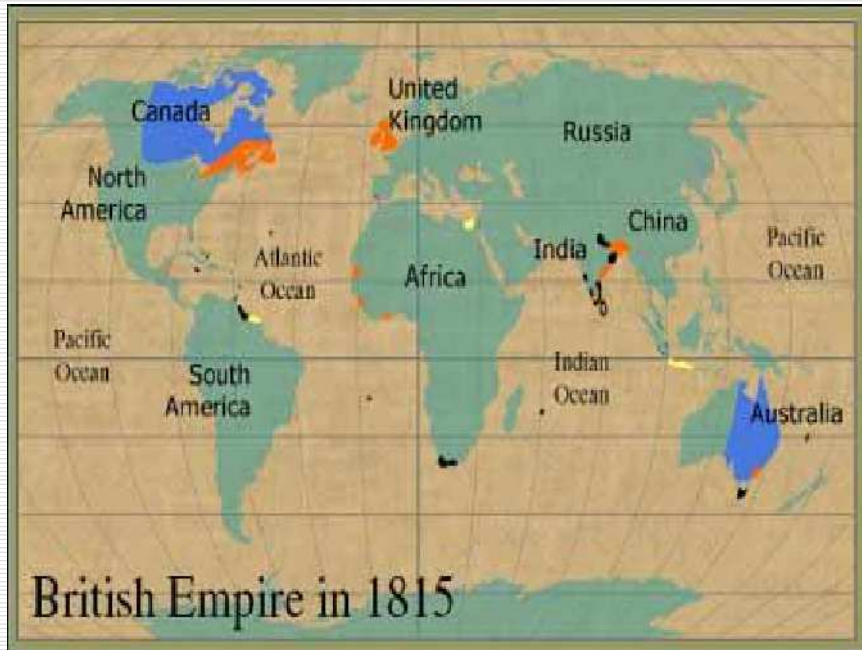 Canada
United
Kingdom
Russia
North
America
China
India
Pacific
Ocean
Atlantic
Ocean
Africa
Pacific
Ocean
South
America
Indian
Ocean
Australia
British Empire in 1815